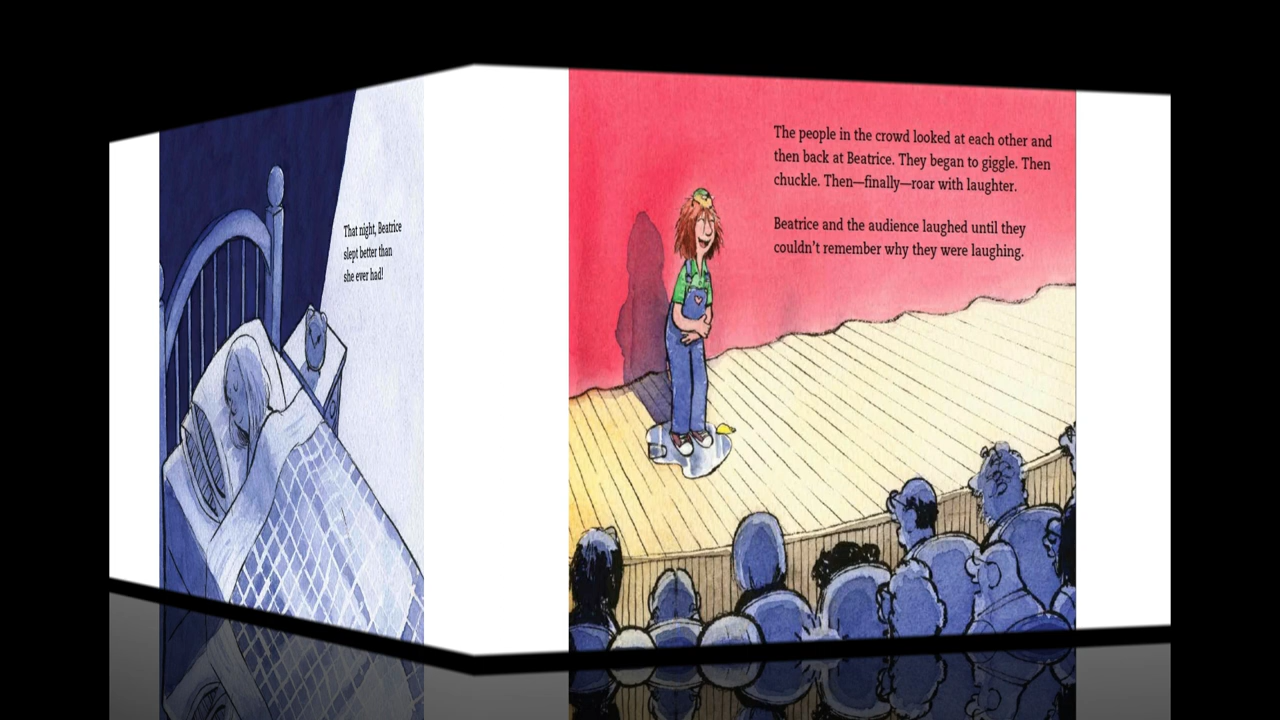 That night, Beatrice
slept better than
she ever had!
The people in the crowd looked at each other and
then back at Beatrice. They began to giggle. Then
chuckle. Then—finally—roar with laughter.
Beatrice and the audience laughed until they
couldn't remember why they were laughing.